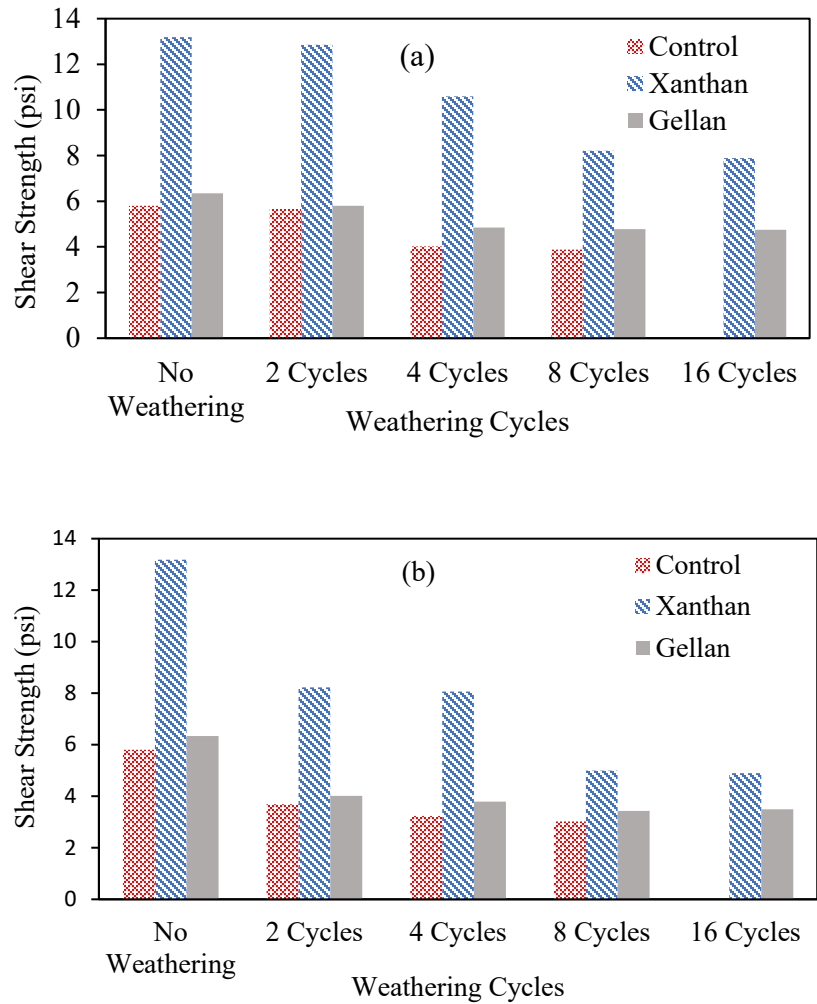 14
12
10
8
6
4
2
0
Shear Strength (psi)
(a)
Control
Xanthan
Gellan
No Weathering
2 Cycles
4 Cycles
8 Cycles
16 Cycles
Weathering Cycles
14
12
10
8
6
4
2
0
Shear Strength (psi)
(b)
Control
Xanthan
Gellan
No Weathering
2 Cycles
4 Cycles
8 Cycles
16 Cycles
Weathering Cycles